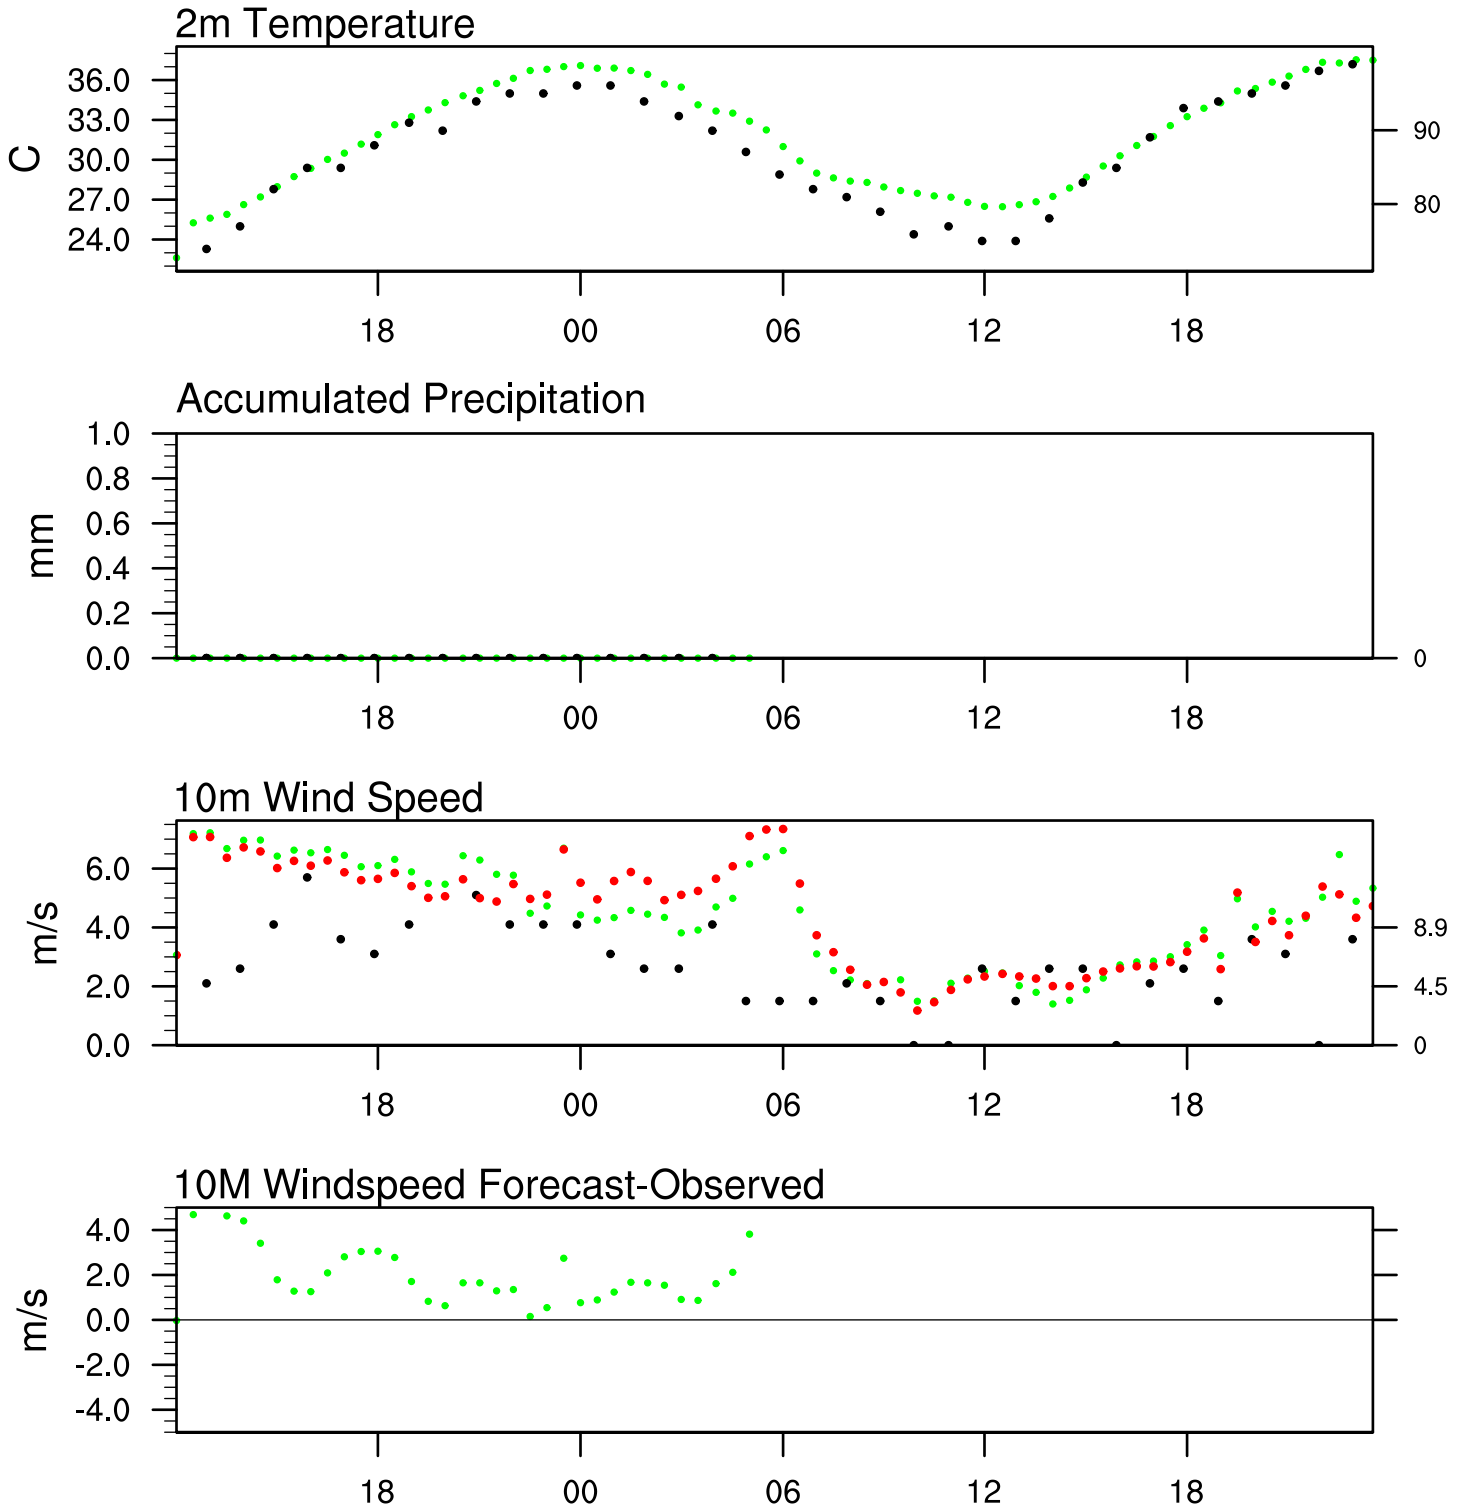 2m Temperature
36.0
33.0
90
30.0
C
27.0
80
24.0
18 00 06 12 18
Accumulated Precipitation
1.0
0.8
0.6
mm
0.4
0.2
0.0 0
18 00 06 12 18
10m Wind Speed
6.0
4.0 8.9
m/s
2.0 4.5
0.0 0
18 00 06 12 18
10M Windspeed Forecast-Observed
4.0
2.0
0.0
m/s
-2.0
-4.0
18 00 06 12 18